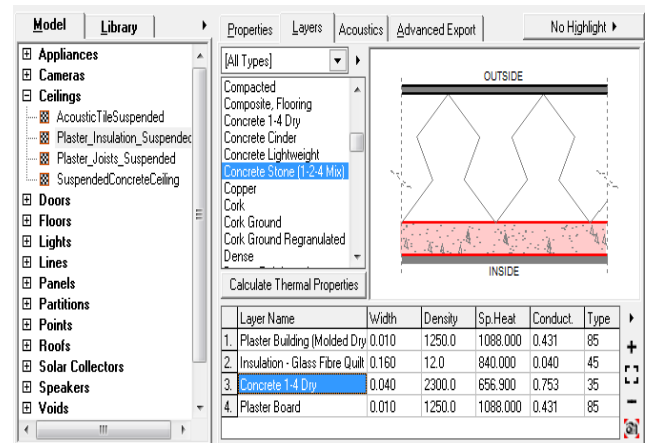 Model Library
Appliances
Cameras
Ceilings
AcousticTileSuspended
Plaster_Insulation_Suspended
Plaster_Joists_Suspended
SuspendedConcreteCeiling
Doors
Floors
Lights
Lines
Panels
Partitions
Points
Roofs
Solar Collectors
Speakers
Voids
Properties Layers Acoustics Advanced Export No Highlight
[All Types]
Compacted
Composite, Flooring
Concrete 1-4 Dry
Concrete Cinder
Concrete Lightweight
Concrete Stone (1-2-4 Mix)
Copper
Cork
Cork Ground
Cork Ground Regranulated
Dense
Calculate Thermal Properties
OUTSIDE
INSIDE
Layer Name Width Density Sp.Heat Conduct. Type
1. Plaster Building (Molded Dry 0.010 1250.0 1088.000 0.431 85
2. Insulation - Glass Fibre Quilt 0.160 12.0 840.000 0.040 45
3. Concrete 1-4 Dry 0.040 2300.0 656.900 0.753 35
4. Plaster Board 0.010 1250.0 1088.000 0.431 85